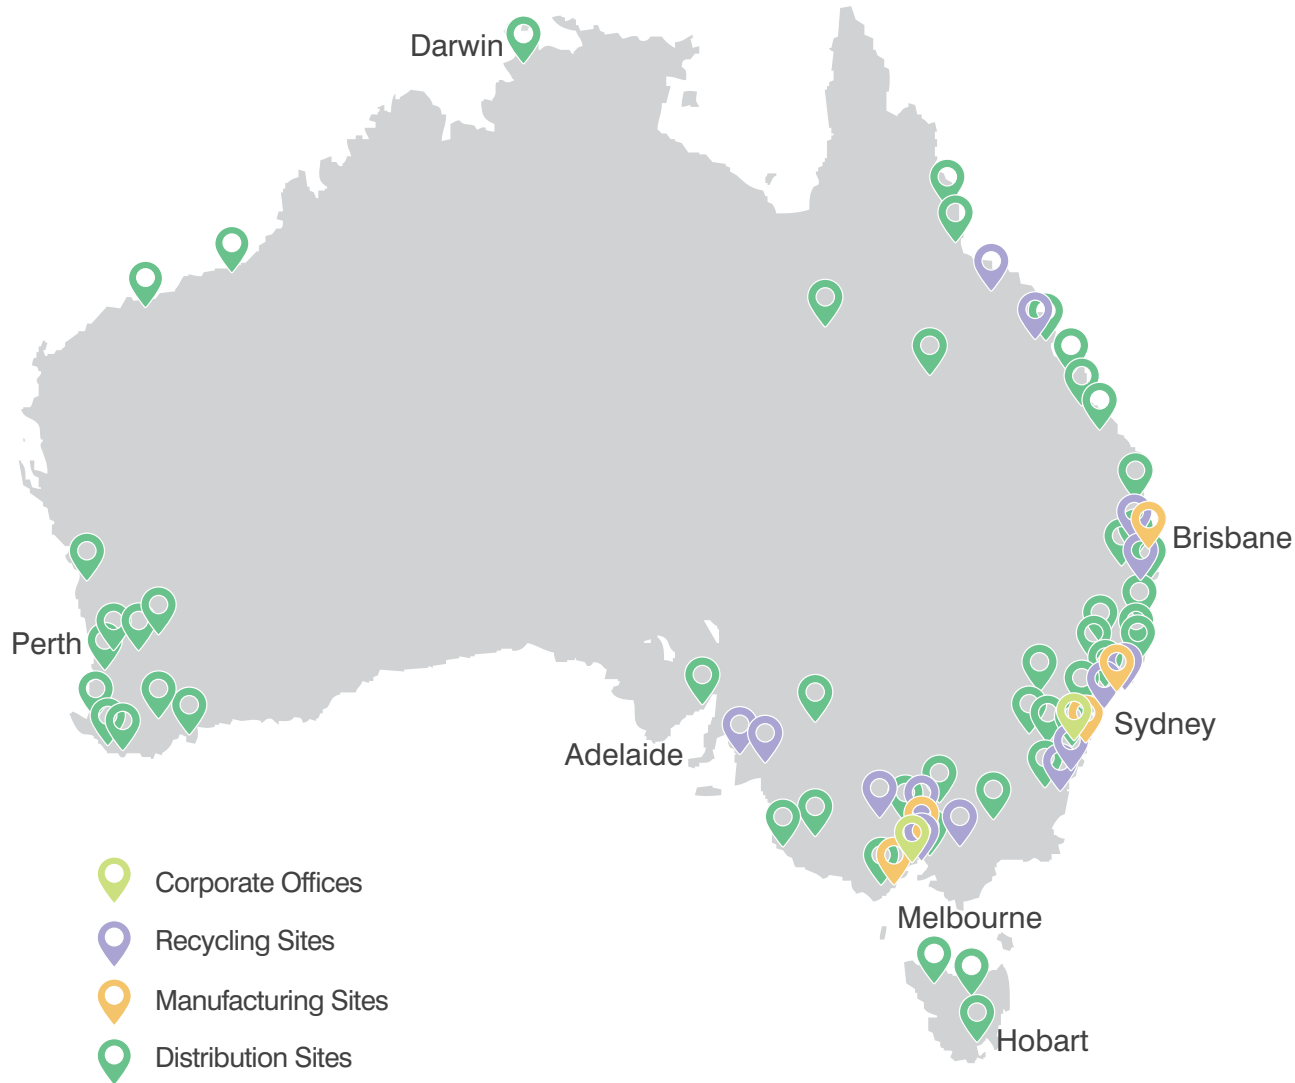 Darwin
Brisbane
Perth
Sydney
Adelaide
Corporate Offices
Melbourne
Recycling Sites
Manufacturing Sites
Hobart
Distribution Sites